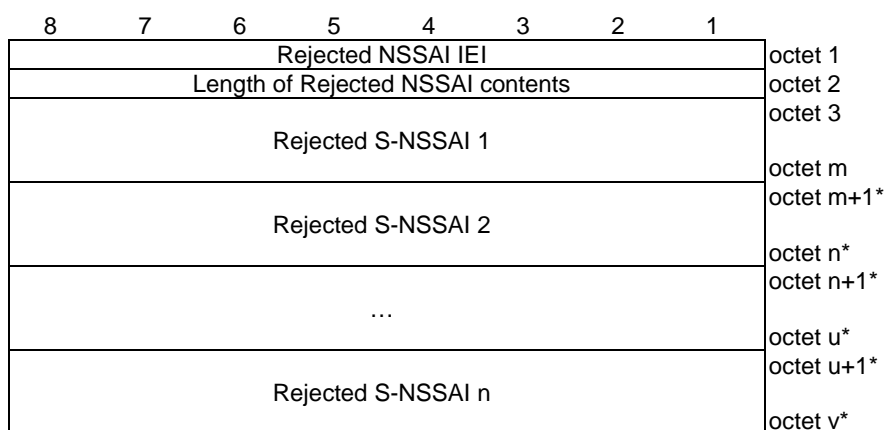 8 7 6 5 4 3 2 1
Rejected NSSAI IEI octet 1
Length of Rejected NSSAI contents octet 2
octet 3
Rejected S-NSSAI 1
octet m
octet m+1*
Rejected S-NSSAI 2
octet n*
octet n+1*
…
octet u*
octet u+1*
Rejected S-NSSAI n
octet v*